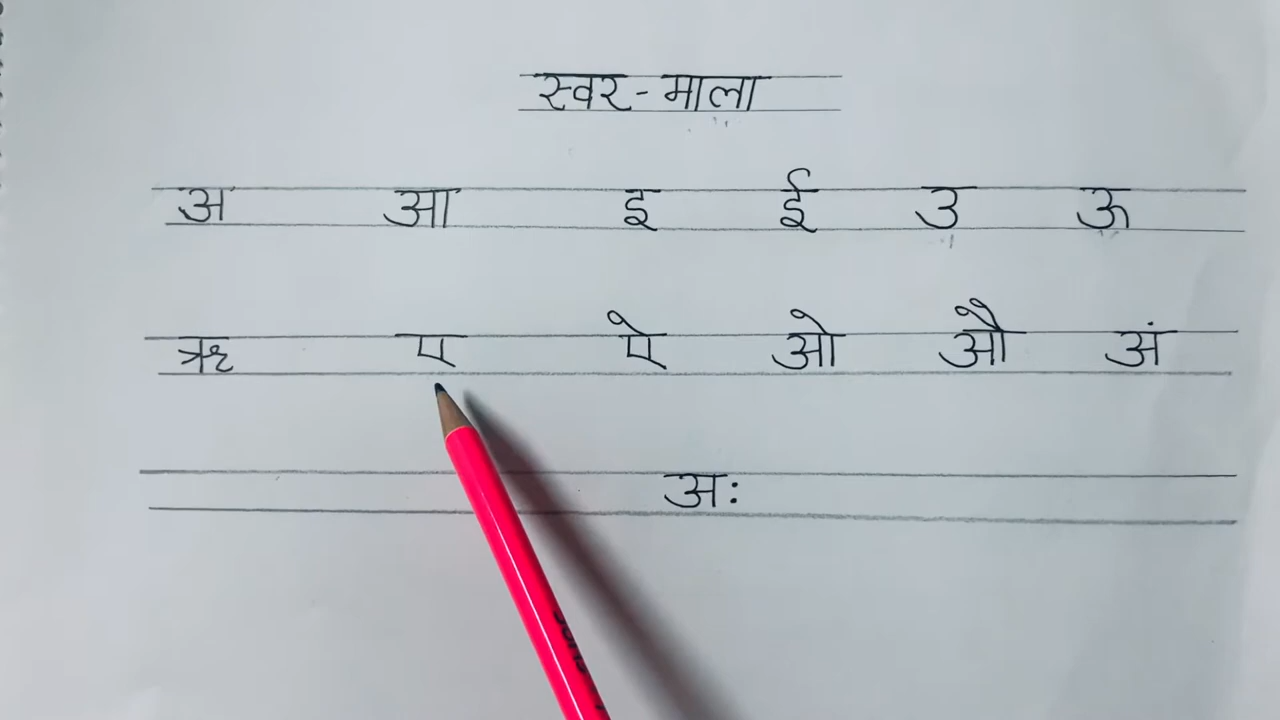 स्वर-माला
अ आ इ ई उ ऊ
ऋ ए ऐ ओ औ अं
अः